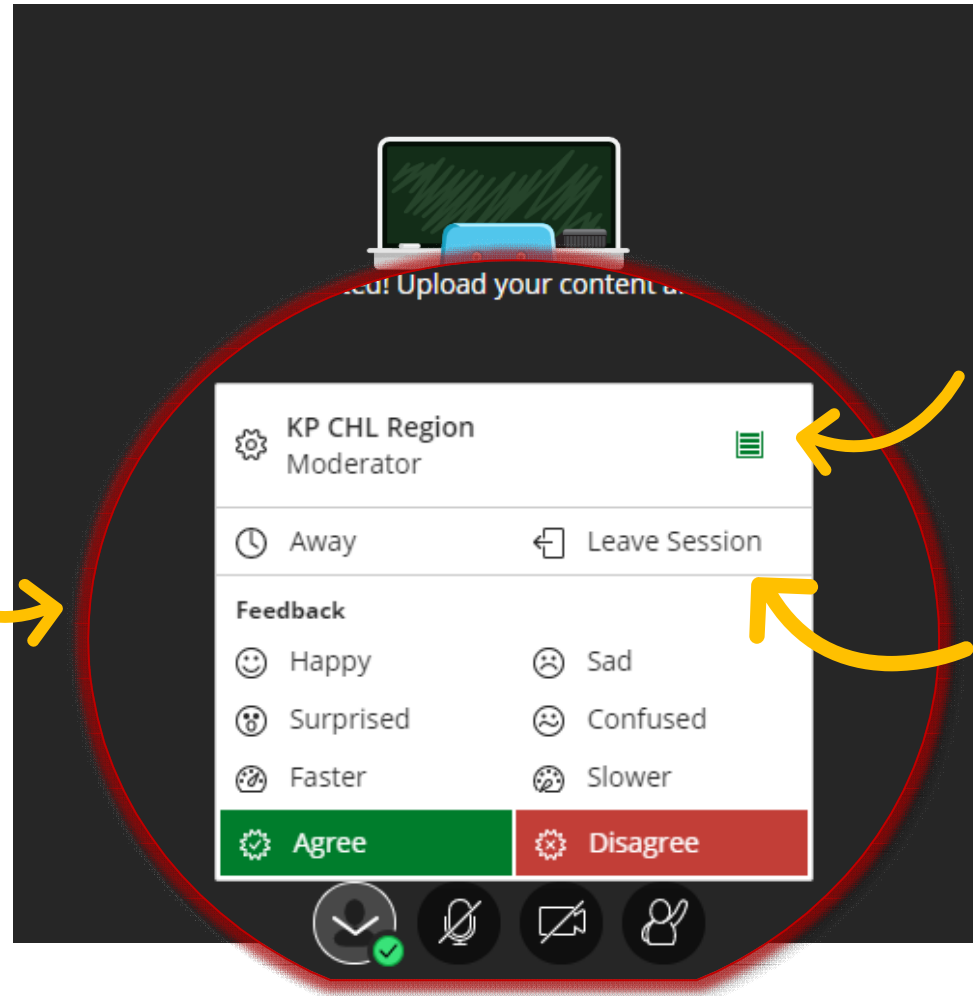 Upload your content
KP CHL Region
Moderator
Away Leave Session
Feedback
Happy Sad
Surprised Confused
Faster Slower
Agree Disagree